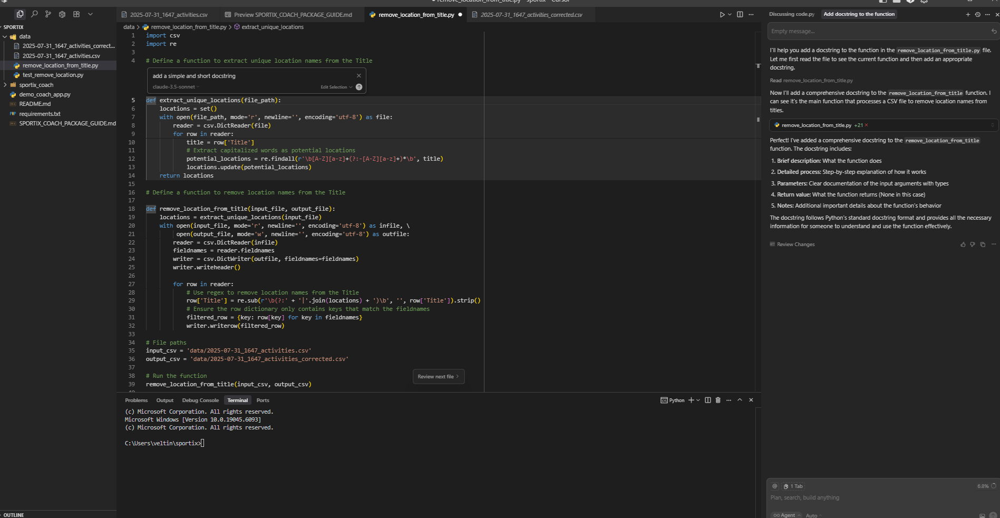 remove_location_from_title.py - sportix - Cursor
2025-07-31_1647_activities.csv
Preview SPORTIX_COACH_PACKAGE_GUIDE.md
remove_location_from_title.py
2025-07-31_1647_activities_corrected.csv
Discussing code.py
Add docstring to the function
SPORTIX
data
2025-07-31_1647_activities_correct...
2025-07-31_1647_activities.csv
remove_location_from_title.py
test_remove_location.py
sportix_coach
demo_coach_app.py
README.md
requirements.txt
SPORTIX_COACH_PACKAGE_GUIDE.md
OUTLINE
data > remove_location_from_title.py > extract_unique_locations
1 import csv
2 import re
3
4 # Define a function to extract unique location names from the Title
add a simple and short docstring
claude-3.5-sonnet
Edit Selection
5 def extract_unique_locations(file_path):
6 locations = set()
7 with open(file_path, mode='r', newline='', encoding='utf-8') as file:
8 reader = csv.DictReader(file)
9 for row in reader:
10 title = row['Title']
11 # Extract capitalized words as potential locations
12 potential_locations = re.findall(r'\b[A-Z][a-z]+(?:-[A-Z][a-z]+)*\b', title)
13 locations.update(potential_locations)
14 return locations
15
16 # Define a function to remove location names from the Title
17
18 def remove_location_from_title(input_file, output_file):
19 locations = extract_unique_locations(input_file)
20 with open(input_file, mode='r', newline='', encoding='utf-8') as infile, \
21 open(output_file, mode='w', newline='', encoding='utf-8') as outfile:
22 reader = csv.DictReader(infile)
23 fieldnames = reader.fieldnames
24 writer = csv.DictWriter(outfile, fieldnames=fieldnames)
25 writer.writeheader()
26
27 for row in reader:
28 # Use regex to remove location names from the Title
29 row['Title'] = re.sub(r'\b(?:' + '|'.join(locations) + ')\b', '', row['Title']).strip()
30 # Ensure the row dictionary only contains keys that match the fieldnames
31 filtered_row = {key: row[key] for key in fieldnames}
32 writer.writerow(filtered_row)
33
34 # File paths
35 input_csv = 'data/2025-07-31_1647_activities.csv'
36 output_csv = 'data/2025-07-31_1647_activities_corrected.csv'
37
38 # Run the function
39 remove_location_from_title(input_csv, output_csv)
40
Review next file
Problems Output Debug Console Terminal Ports
Python
(c) Microsoft Corporation. All rights reserved.
Microsoft Windows [Version 10.0.19045.6093]
(c) Microsoft Corporation. All rights reserved.
C:\Users\veltin\sportix>
Empty message...
I'll help you add a docstring to the function in the remove_location_from_title.py file.
Let me first read the file to see the current function and then add an appropriate
docstring.
Read remove_location_from_title.py
Now I'll add a comprehensive docstring to the remove_location_from_title function. I
can see it's the main function that processes a CSV file to remove location names from
titles.
remove_location_from_title.py +21
Perfect! I've added a comprehensive docstring to the remove_location_from_title
function. The docstring includes:
1. Brief description: What the function does
2. Detailed process: Step-by-step explanation of how it works
3. Parameters: Clear documentation of the input arguments with types
4. Return value: What the function returns (None in this case)
5. Notes: Additional important details about the function's behavior
The docstring follows Python's standard docstring format and provides all the necessary
information for someone to understand and use the function effectively.
Review Changes
1 Tab
6.8%
Plan, search, build anything
Agent
Auto